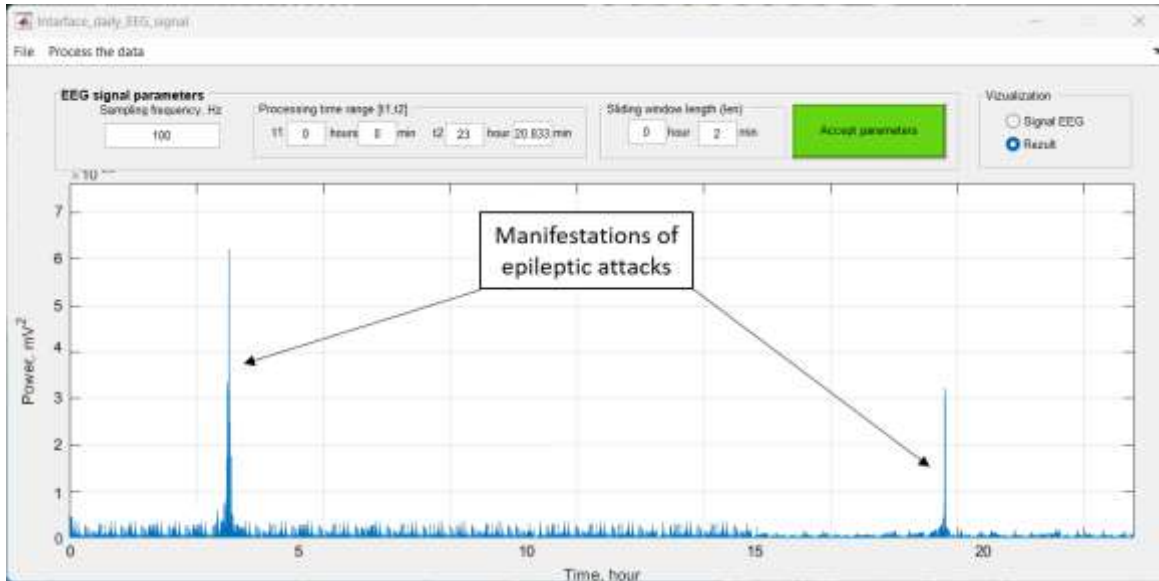 Interface_daily_EEG_signal
File Process the data
EEG signal parameters
Sampling frequency, Hz
100
Processing time range [t1,t2]
t1 0 hours 0 min t2 23 hour 20.833 min
Sliding window length (len)
0 hour 2 min
Accept parameters
Vizualization
Signal EEG
Rezult
×10
7
6
5
4
3
2
1
0
Power, mV^2
Manifestations of
epileptic attacks
0 5 10 15 20
Time, hour